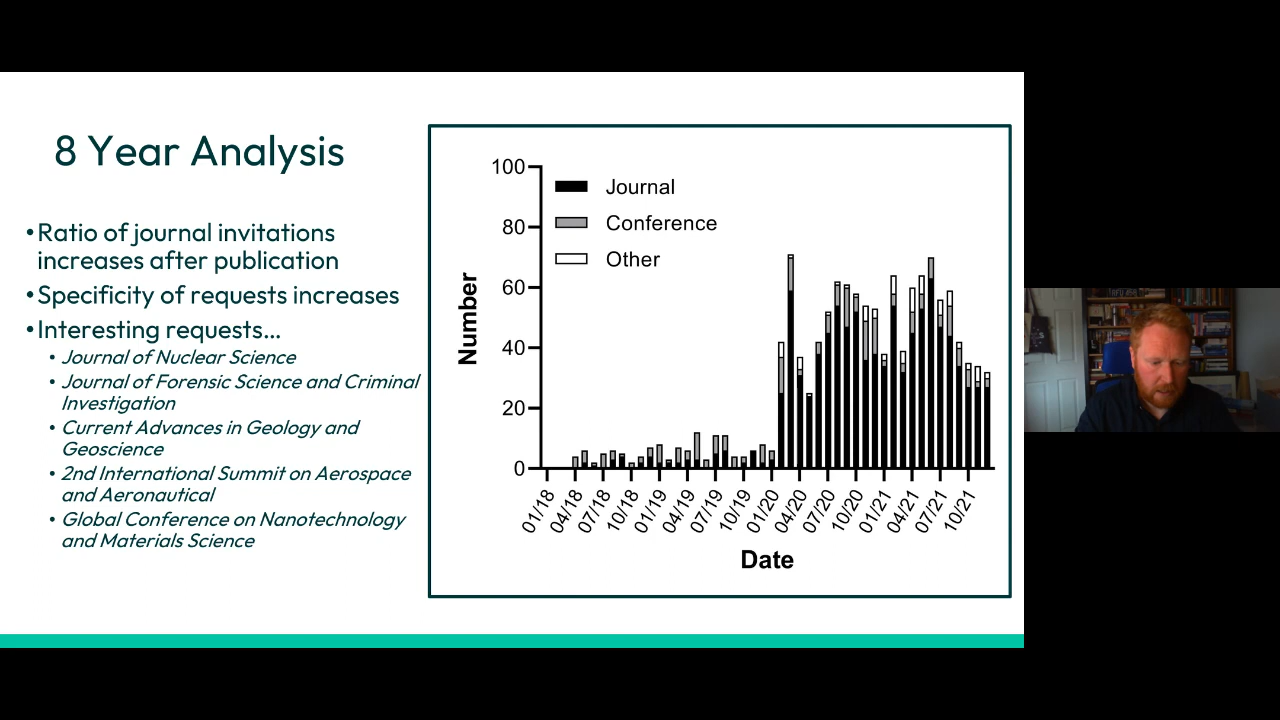 8 Year Analysis
•Ratio of journal invitations
increases after publication
•Specificity of requests increases
•Interesting requests...
• Journal of Nuclear Science
• Journal of Forensic Science and Criminal
Investigation
• Current Advances in Geology and
Geoscience
• 2nd International Summit on Aerospace
and Aeronautical
• Global Conference on Nanotechnology
and Materials Science
100
80
60
40
20
0
Number
Journal
Conference
Other
01/18
04/18
07/18
10/18
01/19
04/19
07/19
10/19
01/20
04/20
07/20
10/20
01/21
04/21
07/21
10/21
Date